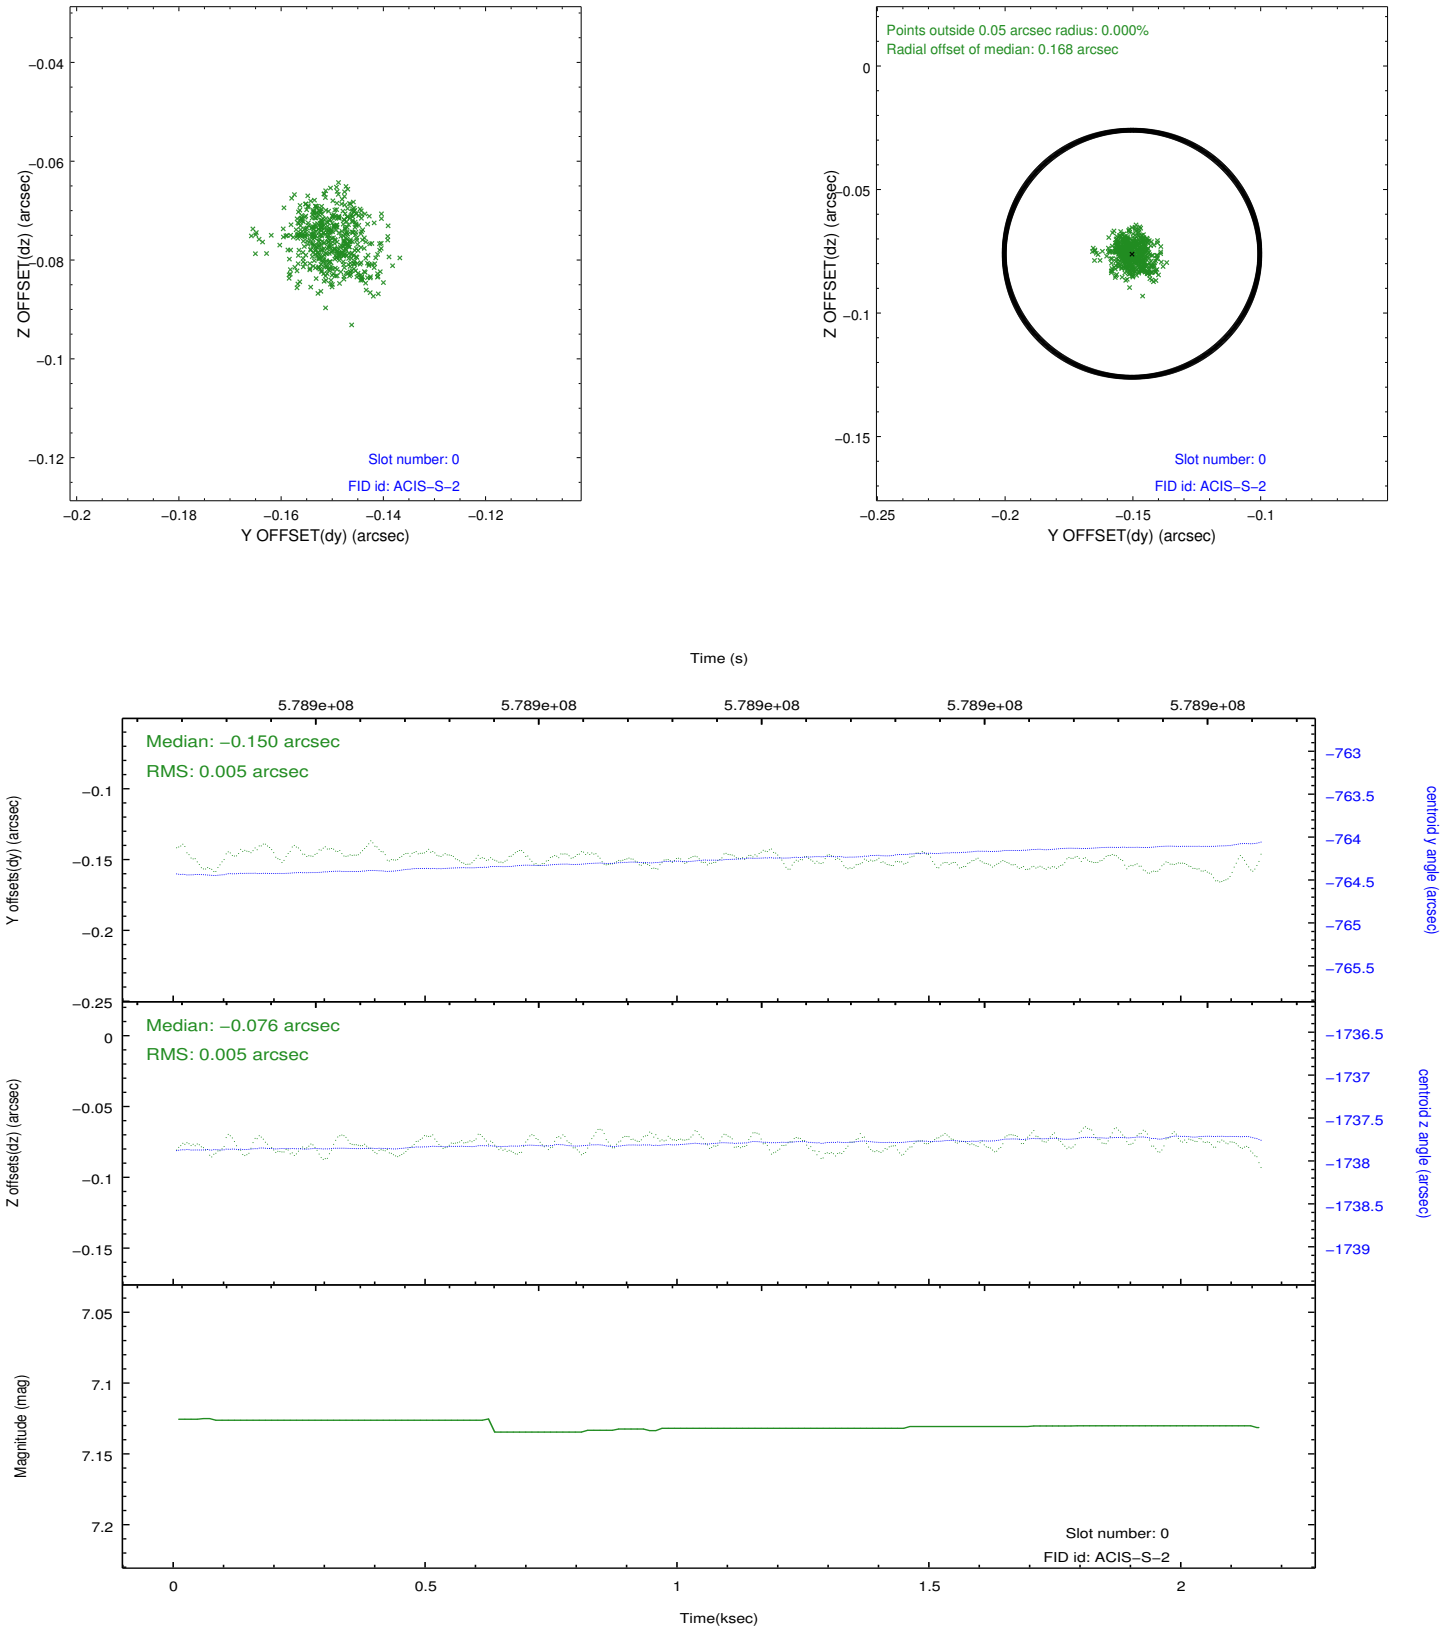 −0.04
−0.06
−0.08
−0.1
−0.12
Z OFFSET(dz) (arcsec)
Slot number: 0
FID id: ACIS−S−2
−0.2
−0.18
−0.16
−0.14
−0.12
Y OFFSET(dy) (arcsec)
Points outside 0.05 arcsec radius: 0.000%
Radial offset of median: 0.168 arcsec
0
−0.05
−0.1
−0.15
Z OFFSET(dz) (arcsec)
Slot number: 0
FID id: ACIS−S−2
−0.25
−0.2
−0.15
−0.1
Y OFFSET(dy) (arcsec)
Time (s)
5.789e+08
5.789e+08
5.789e+08
5.789e+08
5.789e+08
Median: −0.150 arcsec
RMS: 0.005 arcsec
−0.1
−0.15
−0.2
−0.25
Y offsets(dy) (arcsec)
−763
−763.5
−764
−764.5
−765
−765.5
centroid y angle (arcsec)
Median: −0.076 arcsec
RMS: 0.005 arcsec
0
−0.05
−0.1
−0.15
Z offsets(dz) (arcsec)
−1736.5
−1737
−1737.5
−1738
−1738.5
−1739
centroid z angle (arcsec)
7.05
7.1
7.15
7.2
Magnitude (mag)
Slot number: 0
FID id: ACIS−S−2
0
0.5
1
1.5
2
Time(ksec)